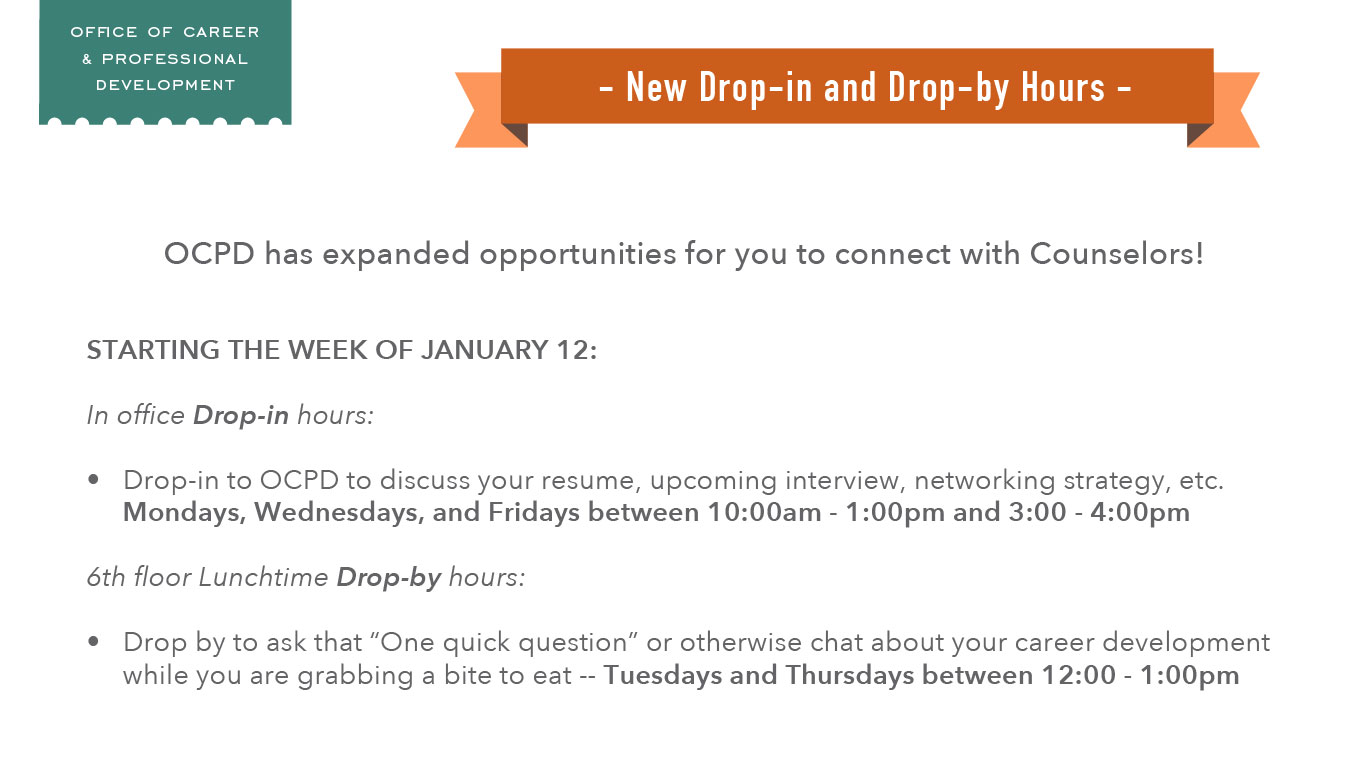 OFFICE OF CAREER
& PROFESSIONAL
DEVELOPMENT
- New Drop-in and Drop-by Hours -
OCPD has expanded opportunities for you to connect with Counselors!
STARTING THE WEEK OF JANUARY 12:
In office Drop-in hours:
• Drop-in to OCPD to discuss your resume, upcoming interview, networking strategy, etc.
Mondays, Wednesdays, and Fridays between 10:00am - 1:00pm and 3:00 - 4:00pm
6th floor Lunchtime Drop-by hours:
• Drop by to ask that “One quick question” or otherwise chat about your career development
while you are grabbing a bite to eat -- Tuesdays and Thursdays between 12:00 - 1:00pm